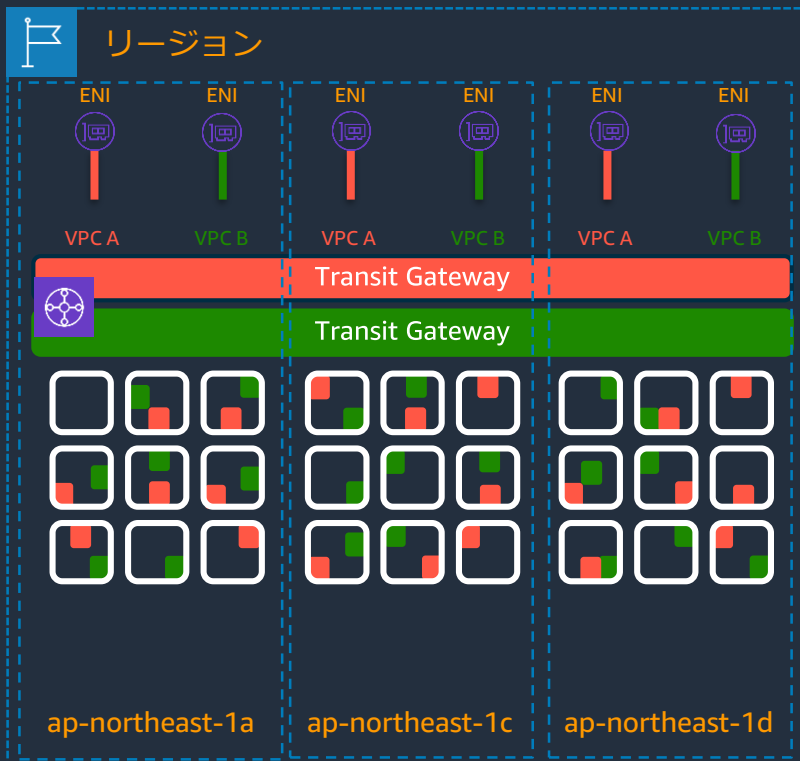 リージョン
ENI ENI ENI ENI ENI ENI
VPC A VPC B VPC A VPC B VPC A VPC B
Transit Gateway
Transit Gateway
ap-northeast-1a ap-northeast-1c ap-northeast-1d